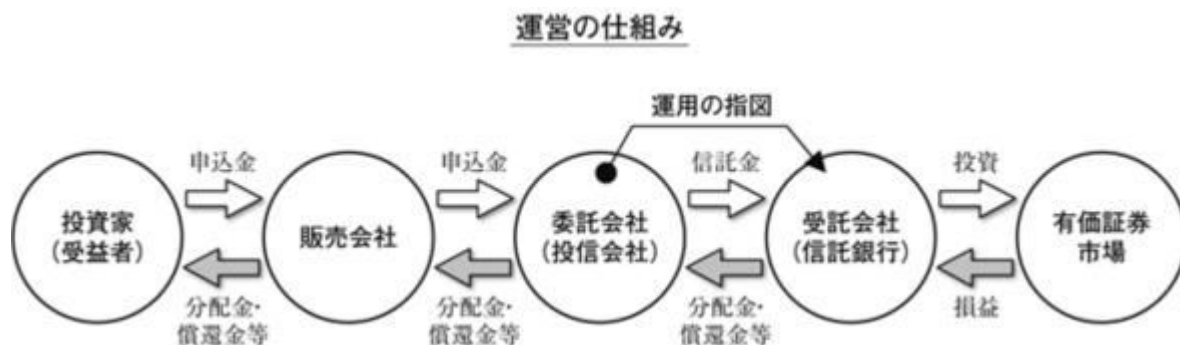 運営の仕組み
運用の指図
申込金
申込金
信託金
投資
投資家
(受益者)
販売会社
委託会社
(投信会社)
受託会社
(信託銀行)
有価証券
市場
分配金・
償還金等
分配金・
償還金等
分配金・
償還金等
損益